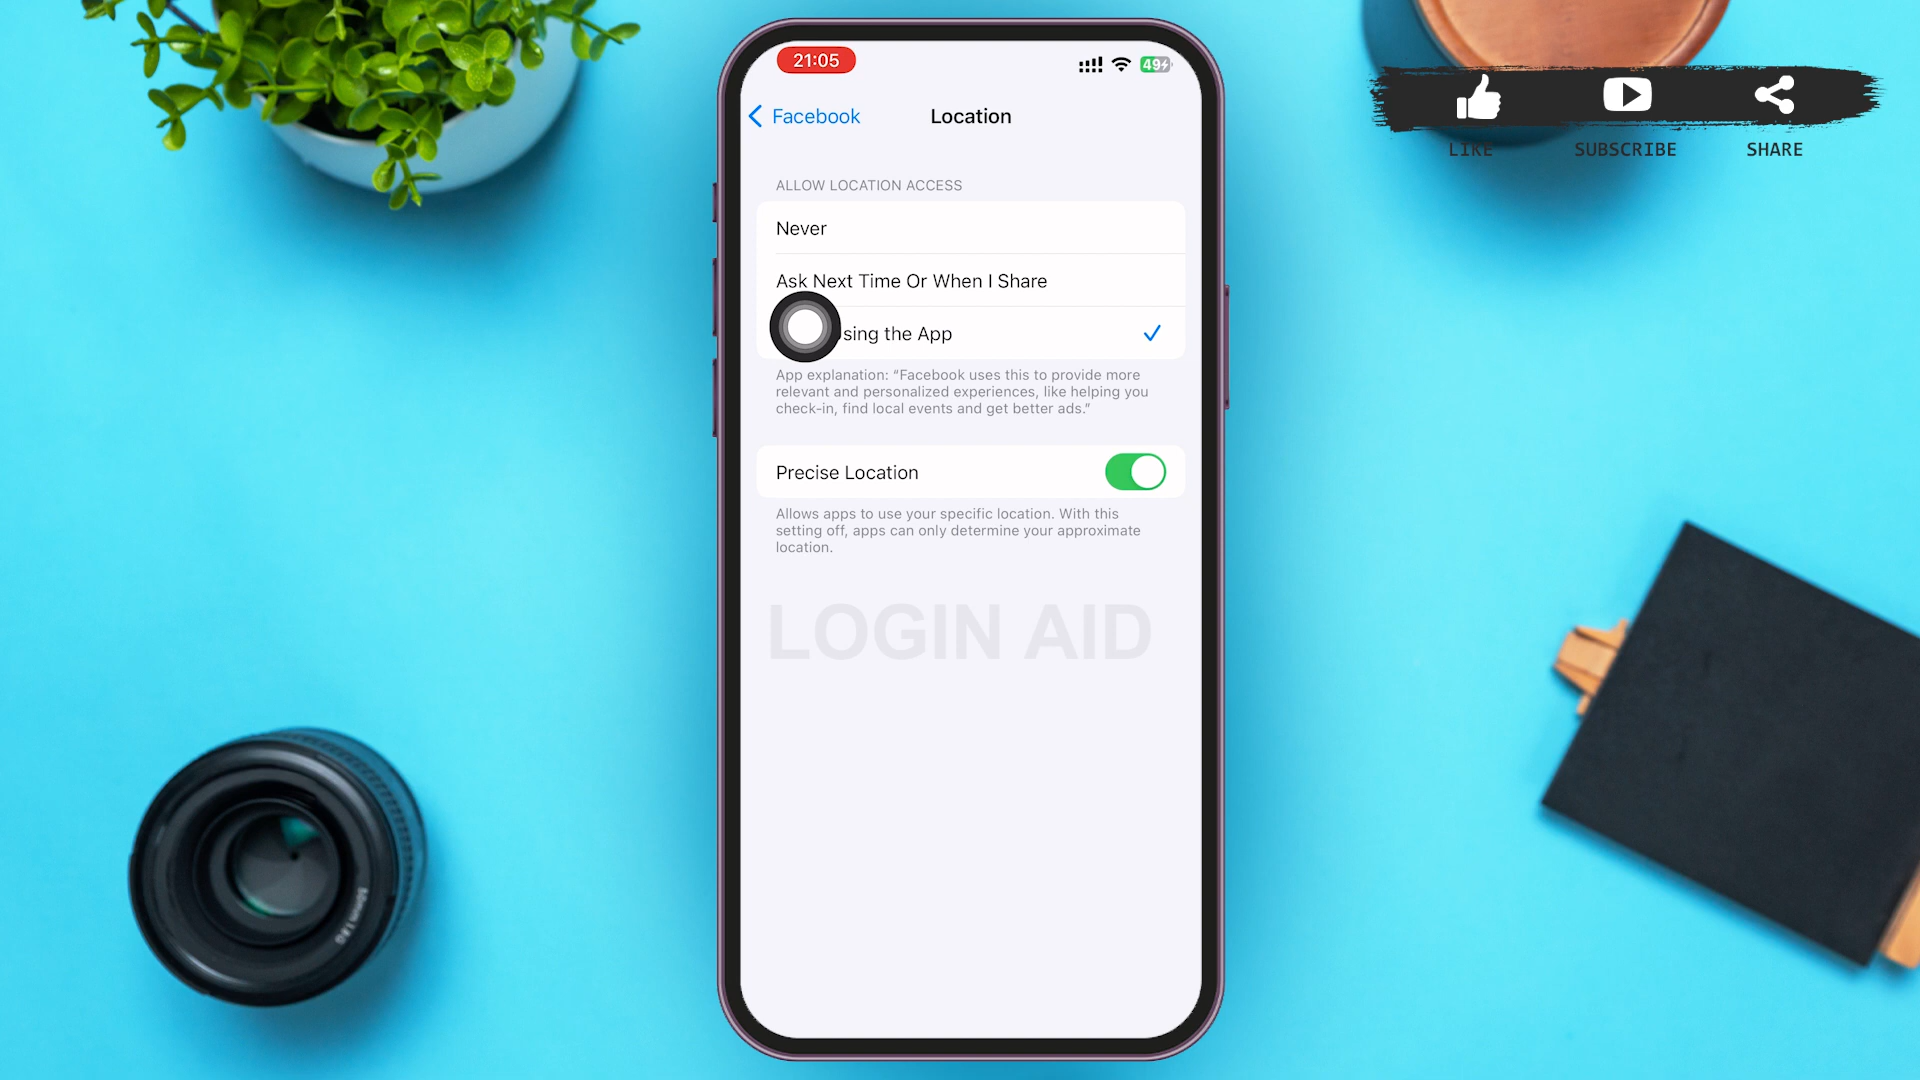 21:05
49
Facebook
Location
ALLOW LOCATION ACCESS
Never
Ask Next Time Or When I Share
sing the App
App explanation: “Facebook uses this to provide more
relevant and personalized experiences, like helping you
check-in, find local events and get better ads.”
Precise Location
Allows apps to use your specific location. With this
setting off, apps can only determine your approximate
location.
LOGIN AID
LIKE SUBSCRIBE SHARE